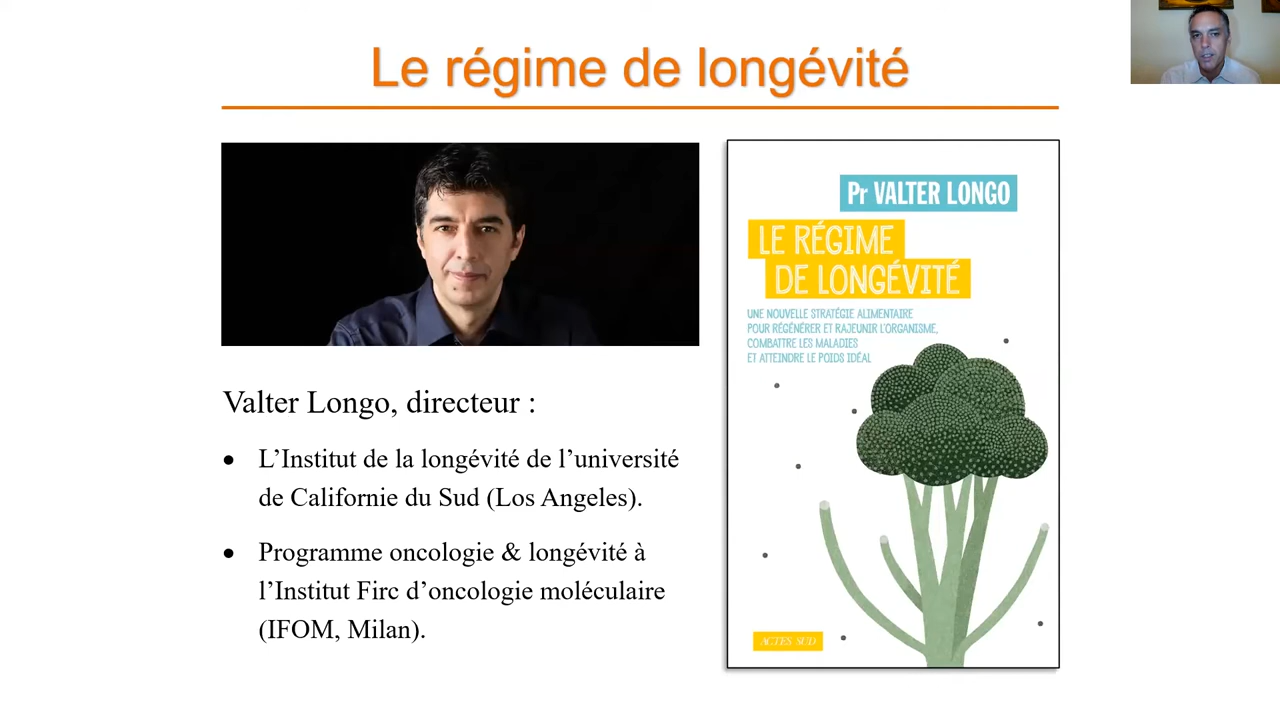 Le régime de longévité
Valter Longo, directeur :
• L’Institut de la longévité de l’université
de Californie du Sud (Los Angeles).
• Programme oncologie & longévité à
l’Institut Firc d’oncologie moléculaire
(IFOM, Milan).
Pr VALTER LONGO
LE RÉGIME
DE LONGÉVITÉ
UNE NOUVELLE STRATÉGIE ALIMENTAIRE
POUR RÉGÉNÉRER ET RAJEUNIR L’ORGANISME,
COMBATTRE LES MALADIES
ET ATTEINDRE LE POIDS IDÉAL
ACTES SUD